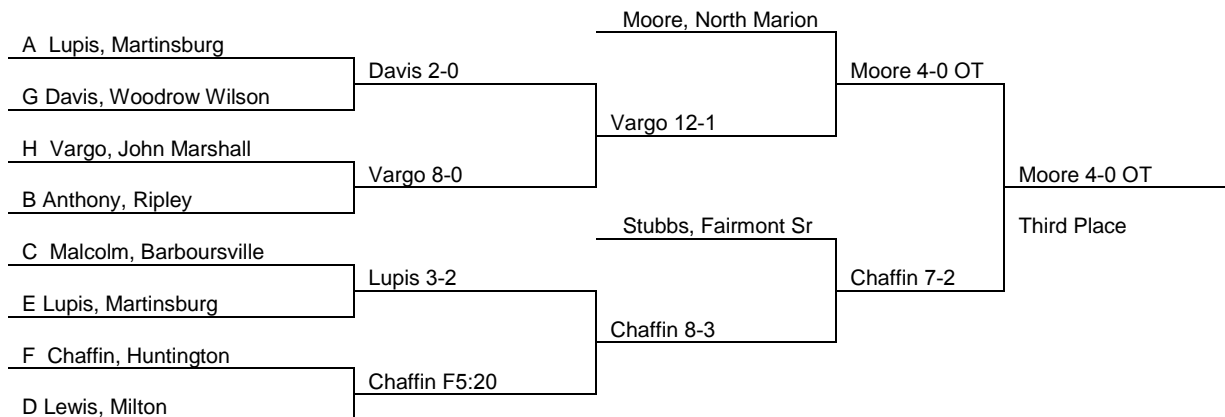 Moore, North Marion
A Lupis, Martinsburg
Davis 2-0
Moore 4-0 OT
G Davis, Woodrow Wilson
Vargo 12-1
H Vargo, John Marshall
Vargo 8-0
Moore 4-0 OT
B Anthony, Ripley
Stubbs, Fairmont Sr
Third Place
C Malcolm, Barboursville
Lupis 3-2
Chaffin 7-2
E Lupis, Martinsburg
Chaffin 8-3
F Chaffin, Huntington
Chaffin F5:20
D Lewis, Milton